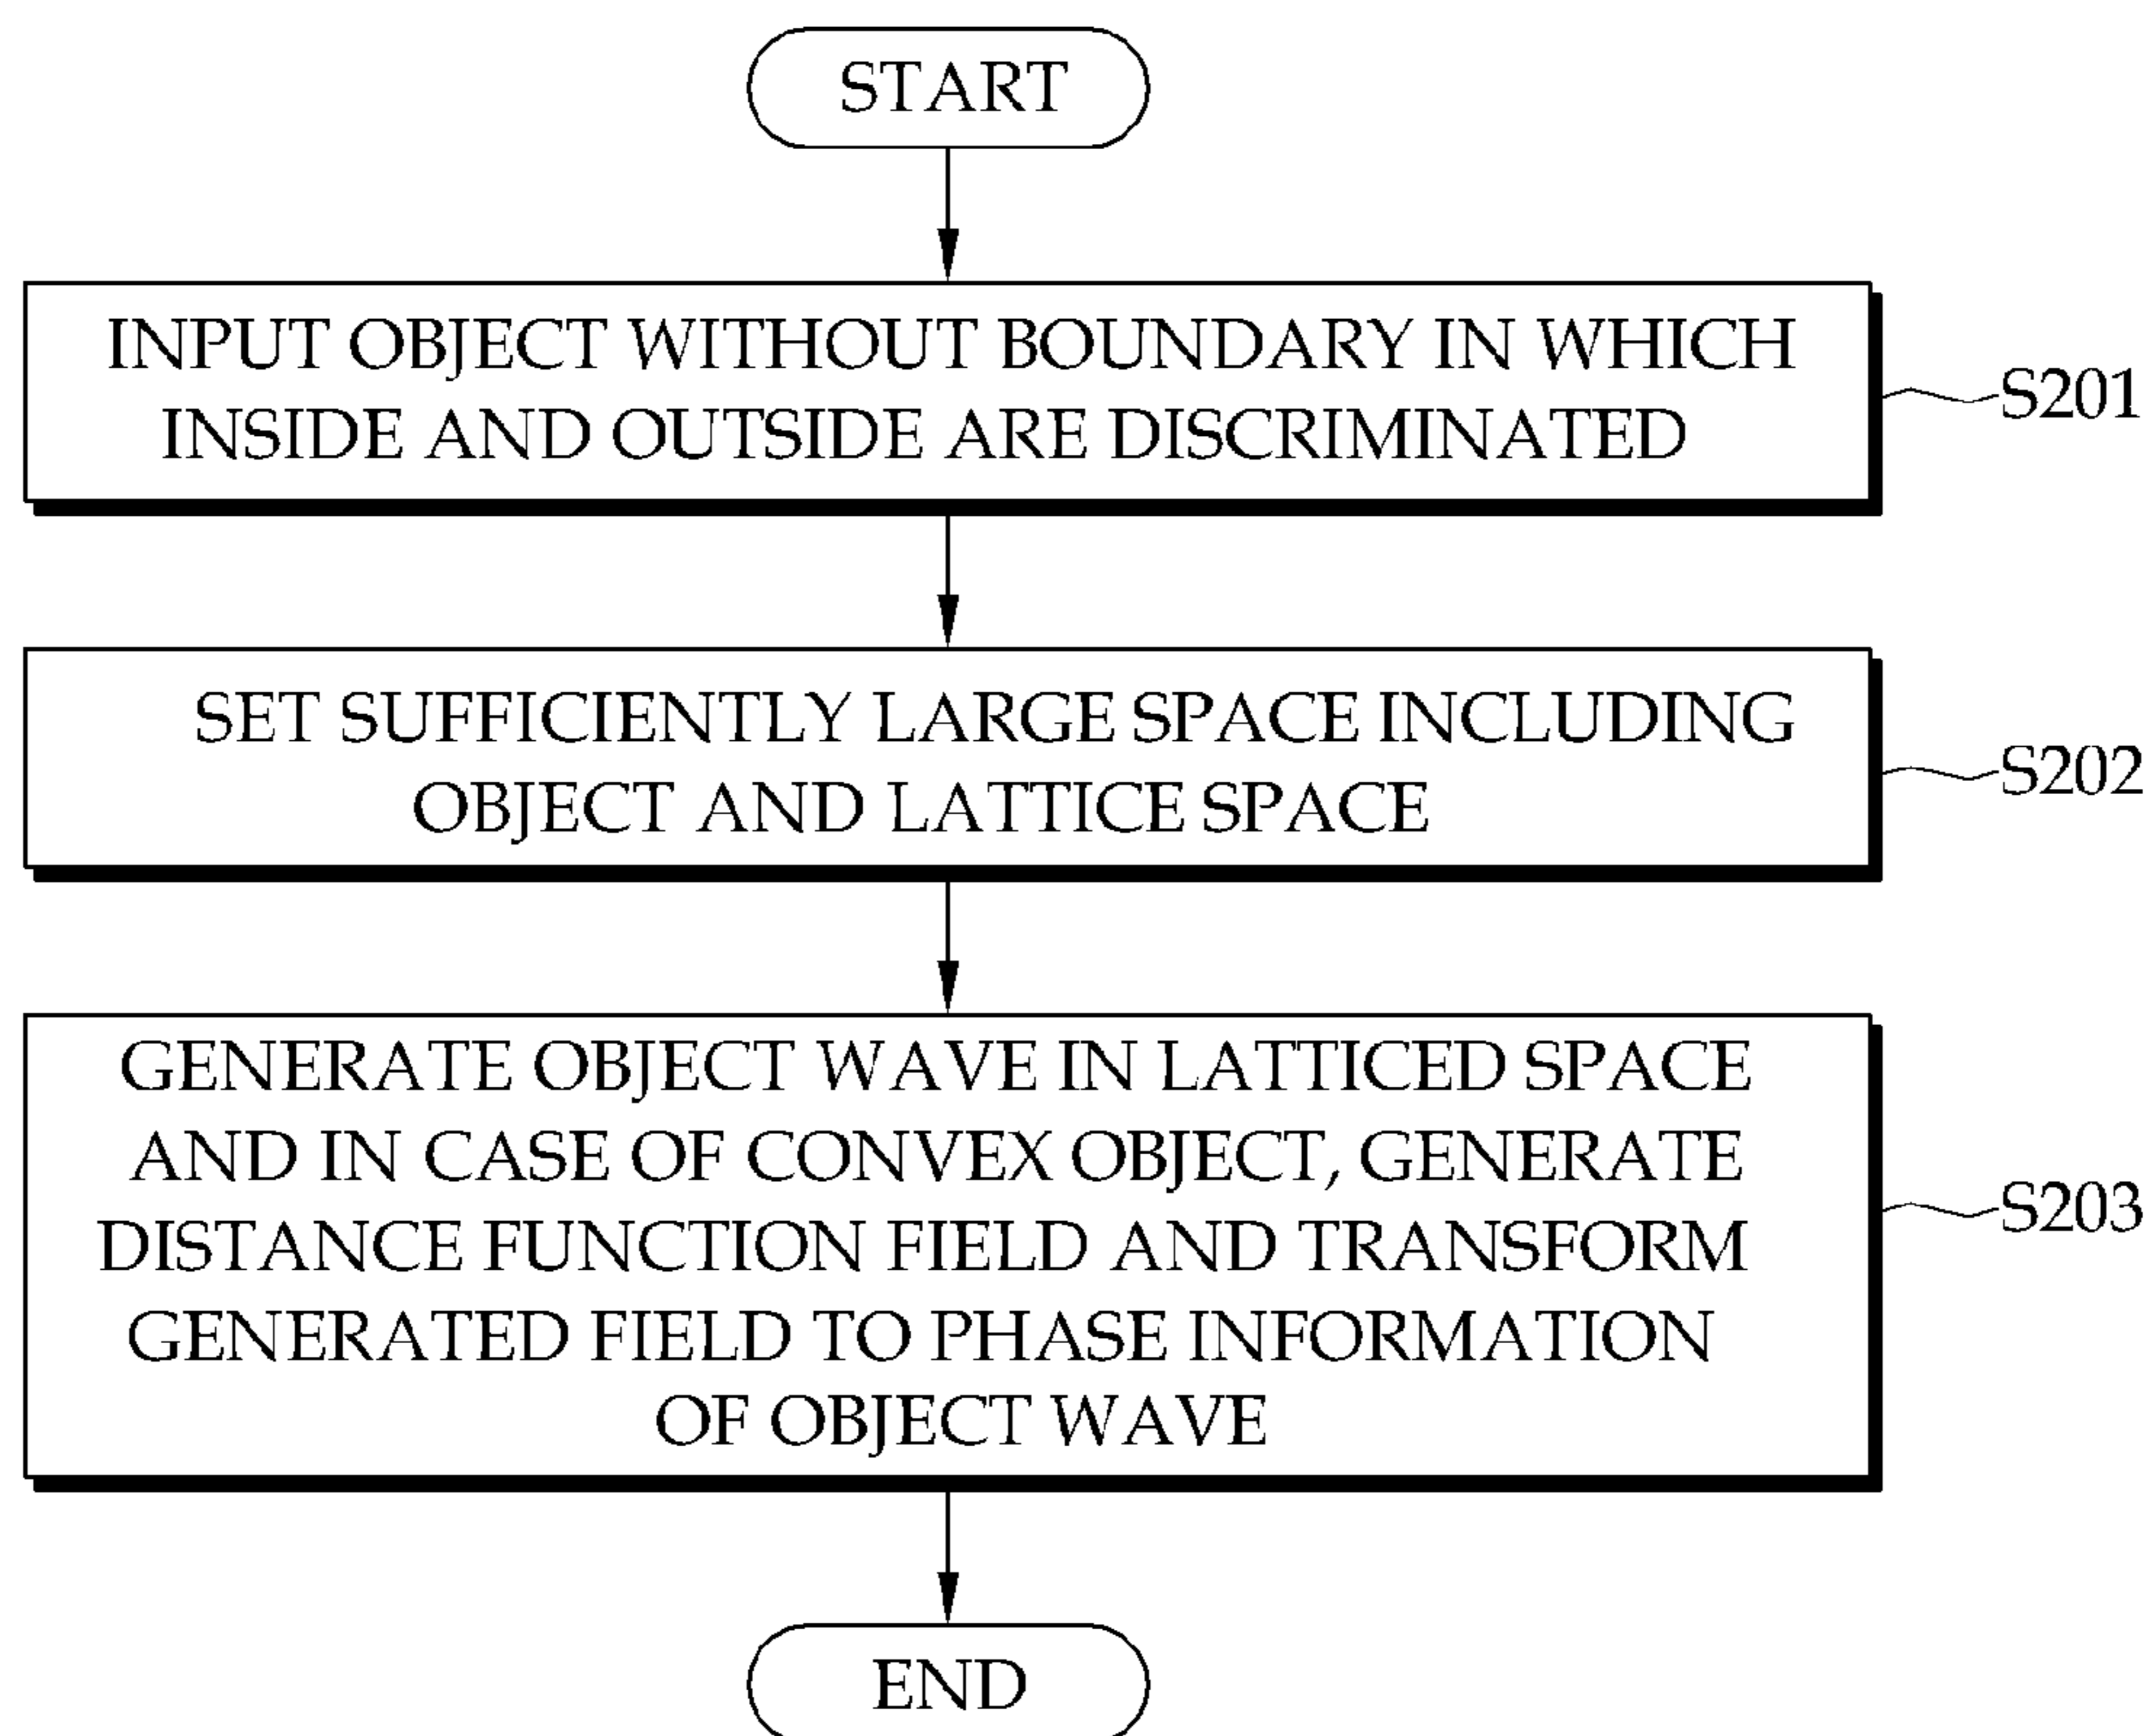 START
INPUT OBJECT WITHOUT BOUNDARY IN WHICH
INSIDE AND OUTSIDE ARE DISCRIMINATED
S201
SET SUFFICIENTLY LARGE SPACE INCLUDING
OBJECT AND LATTICE SPACE
S202
GENERATE OBJECT WAVE IN LATTICED SPACE
AND IN CASE OF CONVEX OBJECT, GENERATE
DISTANCE FUNCTION FIELD AND TRANSFORM
GENERATED FIELD TO PHASE INFORMATION
OF OBJECT WAVE
S203
END